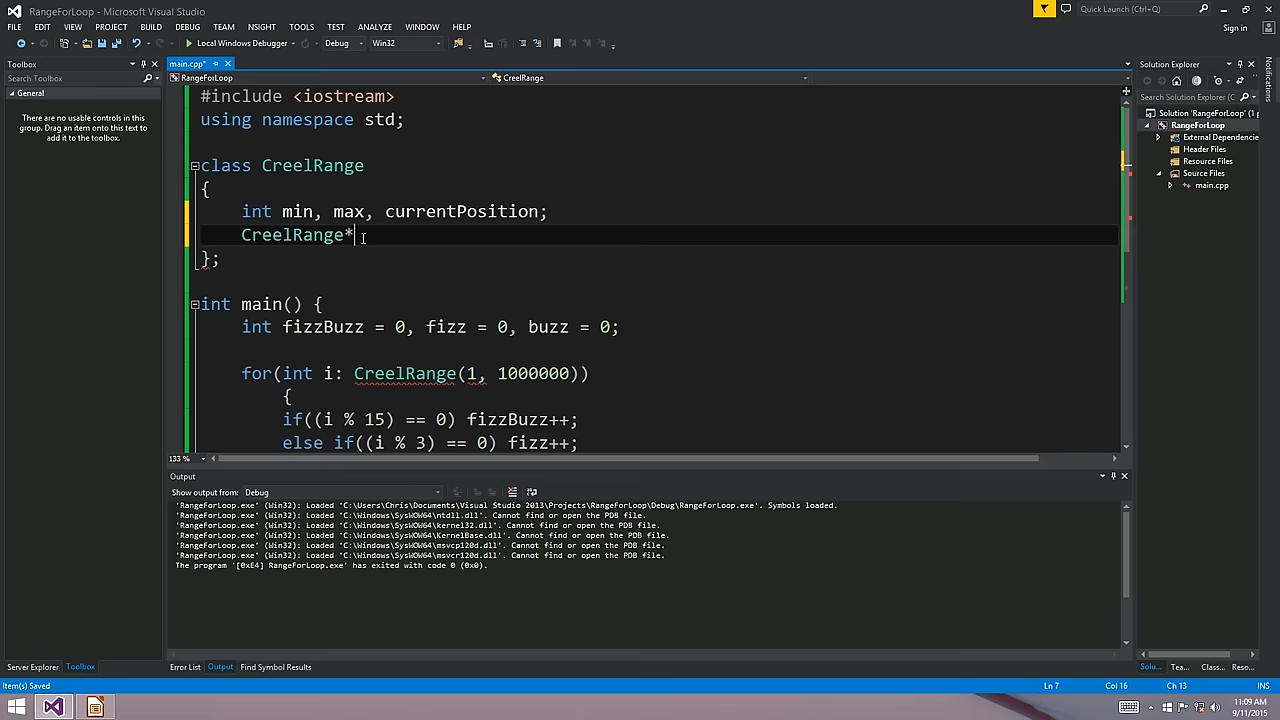 RangeForLoop - Microsoft Visual Studio
Quick Launch (Ctrl+Q)
FILE EDIT VIEW PROJECT BUILD DEBUG TEAM NSIGHT TOOLS TEST ANALYZE WINDOW HELP
Sign in
Local Windows Debugger Debug Win32
Toolbox
Search Toolbox
General
There are no usable controls in this
group. Drag an item onto this text to
add it to the toolbox.
main.cpp*
RangeForLoop CreelRange
#include <iostream>
using namespace std;
class CreelRange
{
int min, max, currentPosition;
CreelRange*
};
int main() {
int fizzBuzz = 0, fizz = 0, buzz = 0;
for(int i: CreelRange(1, 1000000))
{
if((i % 15) == 0) fizzBuzz++;
else if((i % 3) == 0) fizz++;
133 %
Solution Explorer
Search Solution Explorer (C
Solution 'RangeForLoop' (1 p
RangeForLoop
External Dependencie
Header Files
Resource Files
Source Files
main.cpp
Notifications
Output
Show output from: Debug
'RangeForLoop.exe' (Win32): Loaded 'C:\Users\Chris\Documents\Visual Studio 2013\Projects\RangeForLoop\Debug\RangeForLoop.exe'. Symbols loaded.
'RangeForLoop.exe' (Win32): Loaded 'C:\Windows\SysWOW64\ntdll.dll'. Cannot find or open the PDB file.
'RangeForLoop.exe' (Win32): Loaded 'C:\Windows\SysWOW64\kernel32.dll'. Cannot find or open the PDB file.
'RangeForLoop.exe' (Win32): Loaded 'C:\Windows\SysWOW64\KernelBase.dll'. Cannot find or open the PDB file.
'RangeForLoop.exe' (Win32): Loaded 'C:\Windows\SysWOW64\msvcp120d.dll'. Cannot find or open the PDB file.
'RangeForLoop.exe' (Win32): Loaded 'C:\Windows\SysWOW64\msvcr120d.dll'. Cannot find or open the PDB file.
The program '[0xE4] RangeForLoop.exe' has exited with code 0 (0x0).
Server Explorer Toolbox
Error List Output Find Symbol Results
Solu... Tea... Class... Reso...
Item(s) Saved Ln 7 Col 16 Ch 13 INS
11:09 AM
9/11/2015